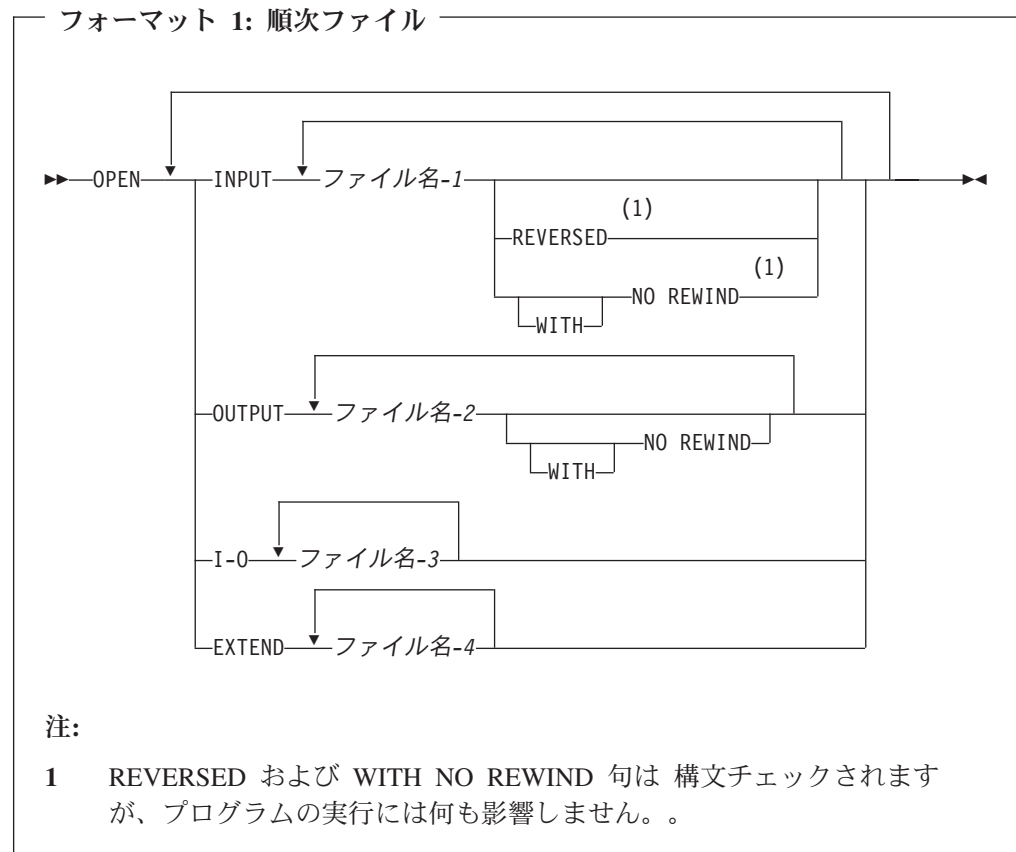 フォーマット 1: 順次ファイル
OPEN INPUT ファイル名-1
(1)
REVERSED
(1)
NO REWIND
WITH
OUTPUT ファイル名-2
NO REWIND
WITH
I-O ファイル名-3
EXTEND ファイル名-4
注:
1 REVERSED および WITH NO REWIND 句は 構文チェックされます
が、プログラムの実行には何も影響しません。。